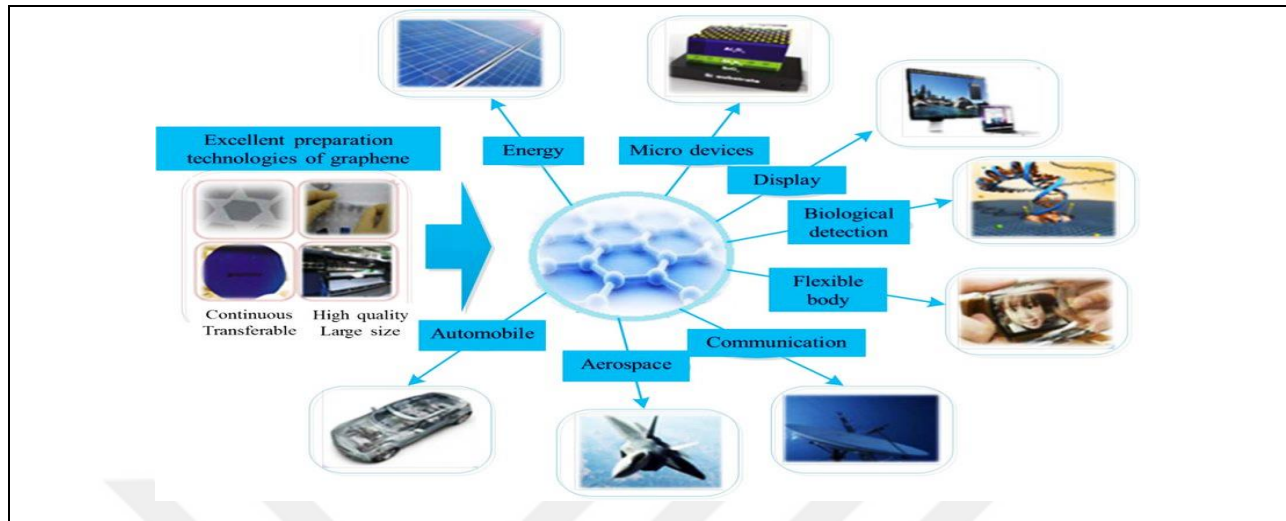 Excellent preparation
technologies of graphene
Energy
Micro devices
Display
Biological
detection
Flexible
body
Continuous
Transferable
High quality
Large size
Automobile
Aerospace
Communication